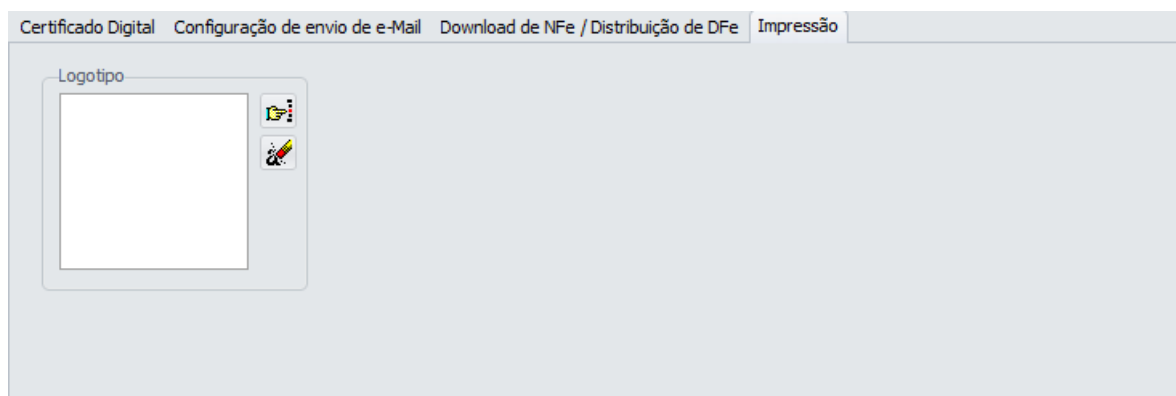 Certificado Digital Configuração de envio de e-Mail Download de NFe / Distribuição de DFe Impressão
Logotipo